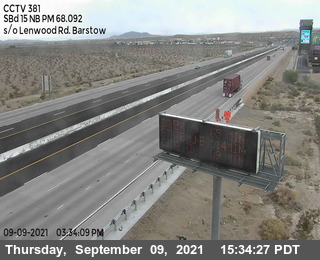 CCTV 381
SBd 15 NB PM 68.092
s/o Lenwood Rd. Barstow
09-09-2021 03:34:09 PM
Thursday, September 09, 2021 15:34:27 PDT